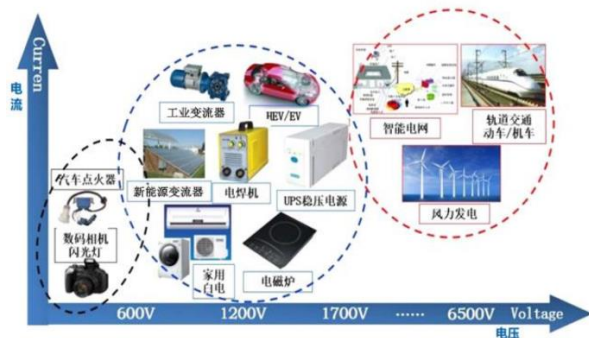 Curren
电流
工业变流器
HEV/EV
智能电网
轨道交通
动车/机车
汽车点火器
新能源变流器
电焊机
UPS稳压电源
风力发电
数码相机
闪光灯
家用
白电
电磁炉
600V
1200V
1700V
······
6500V
Voltage
电压